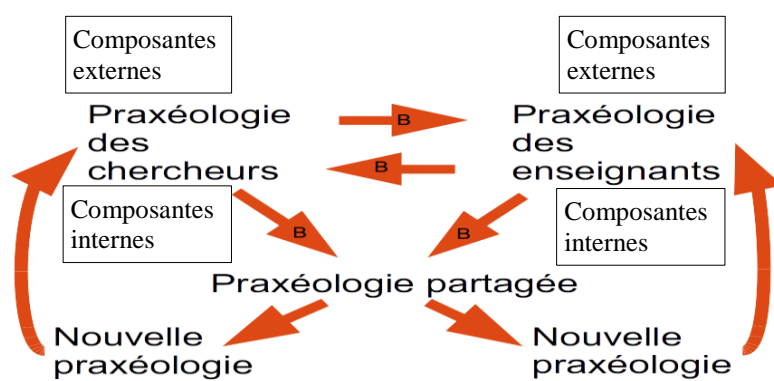 Composantes
externes
Composantes
externes
Praxéologie
des
chercheurs
B
B
Praxéologie
des
enseignants
Composantes
internes
Composantes
internes
B
B
Praxéologie partagée
Nouvelle
praxéologie
Nouvelle
praxéologie